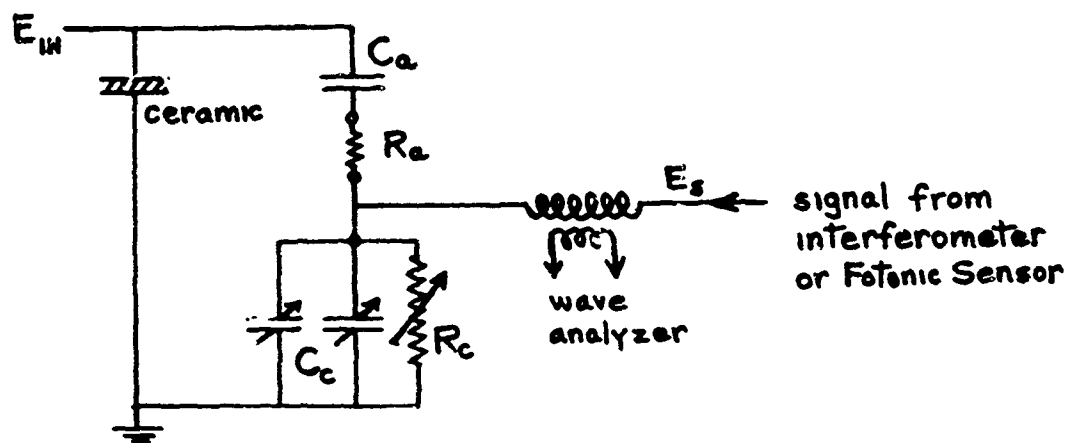 E_IN
C_a
ceramic
R_a
E_s
signal from
interferometer
or Fotonic Sensor
wave
analyzer
C_c
R_c